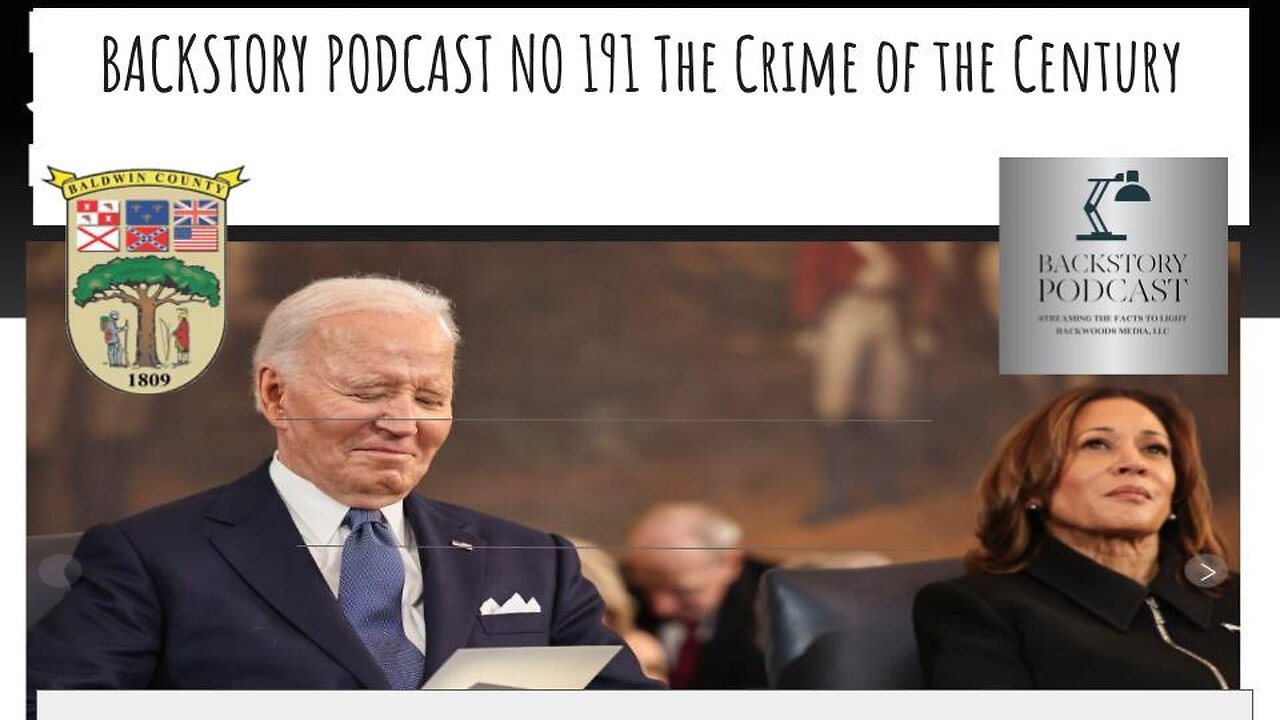 BACKSTORY PODCAST NO 191 The Crime of the Century
BALDWIN COUNTY
1809
BACKSTORY
PODCAST
STREAMING THE FACTS TO LIGHT
BACKWOODS MEDIA, LLC
>